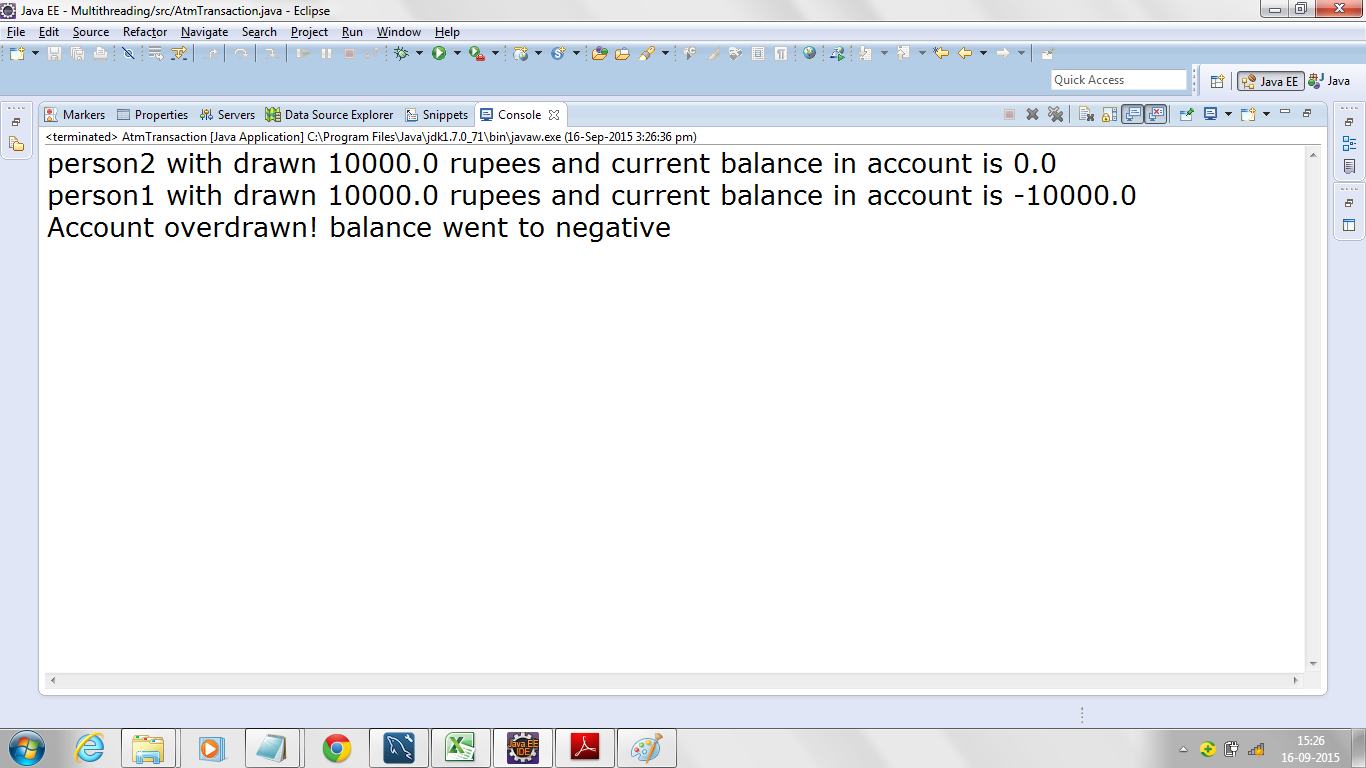 Java EE - Multithreading/src/AtmTransaction.java - Eclipse
File Edit Source Refactor Navigate Search Project Run Window Help
Quick Access
Java EE
Java
Markers Properties Servers Data Source Explorer Snippets Console
<terminated> AtmTransaction [Java Application] C:\Program Files\Java\jdk1.7.0_71\bin\javaw.exe (16-Sep-2015 3:26:36 pm)
person2 with drawn 10000.0 rupees and current balance in account is 0.0
person1 with drawn 10000.0 rupees and current balance in account is -10000.0
Account overdrawn! balance went to negative
Java EE
IDE
15:26
16-09-2015